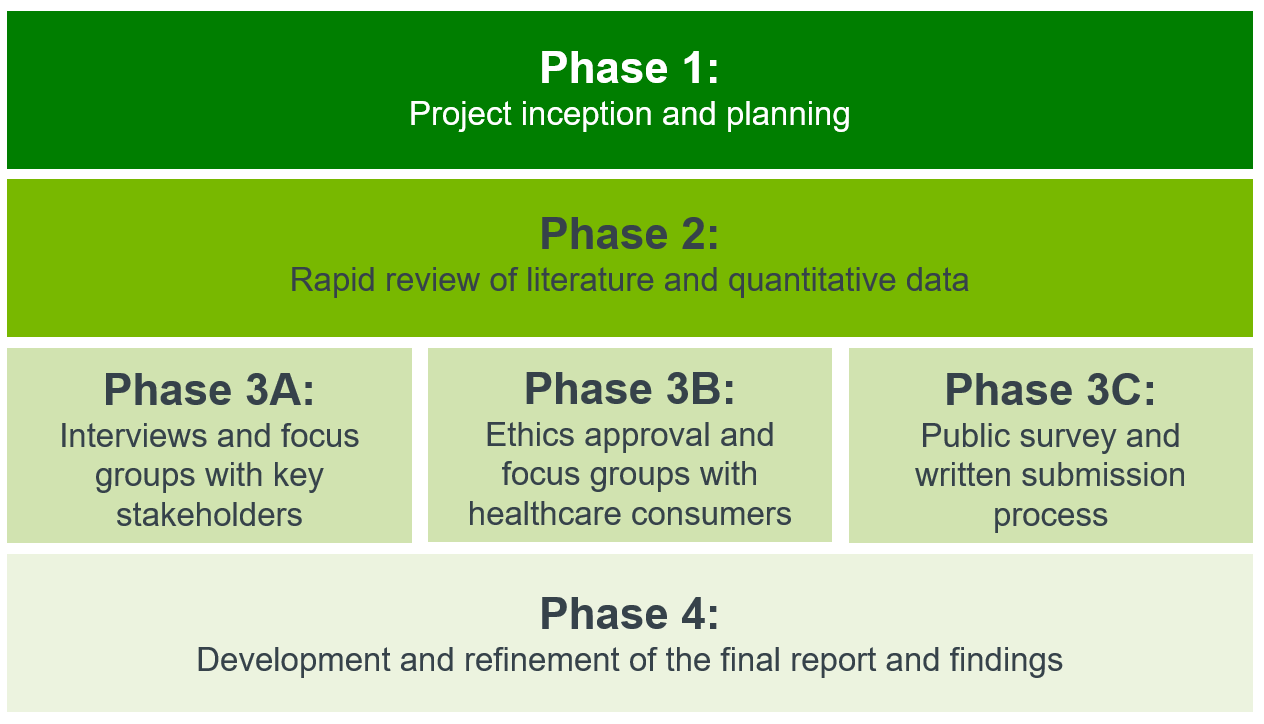 Phase 1:
Project inception and planning
Phase 2:
Rapid review of literature and quantitative data
Phase 3A:
Interviews and focus
groups with key
stakeholders
Phase 3B:
Ethics approval and
focus groups with
healthcare consumers
Phase 3C:
Public survey and
written submission
process
Phase 4:
Development and refinement of the final report and findings